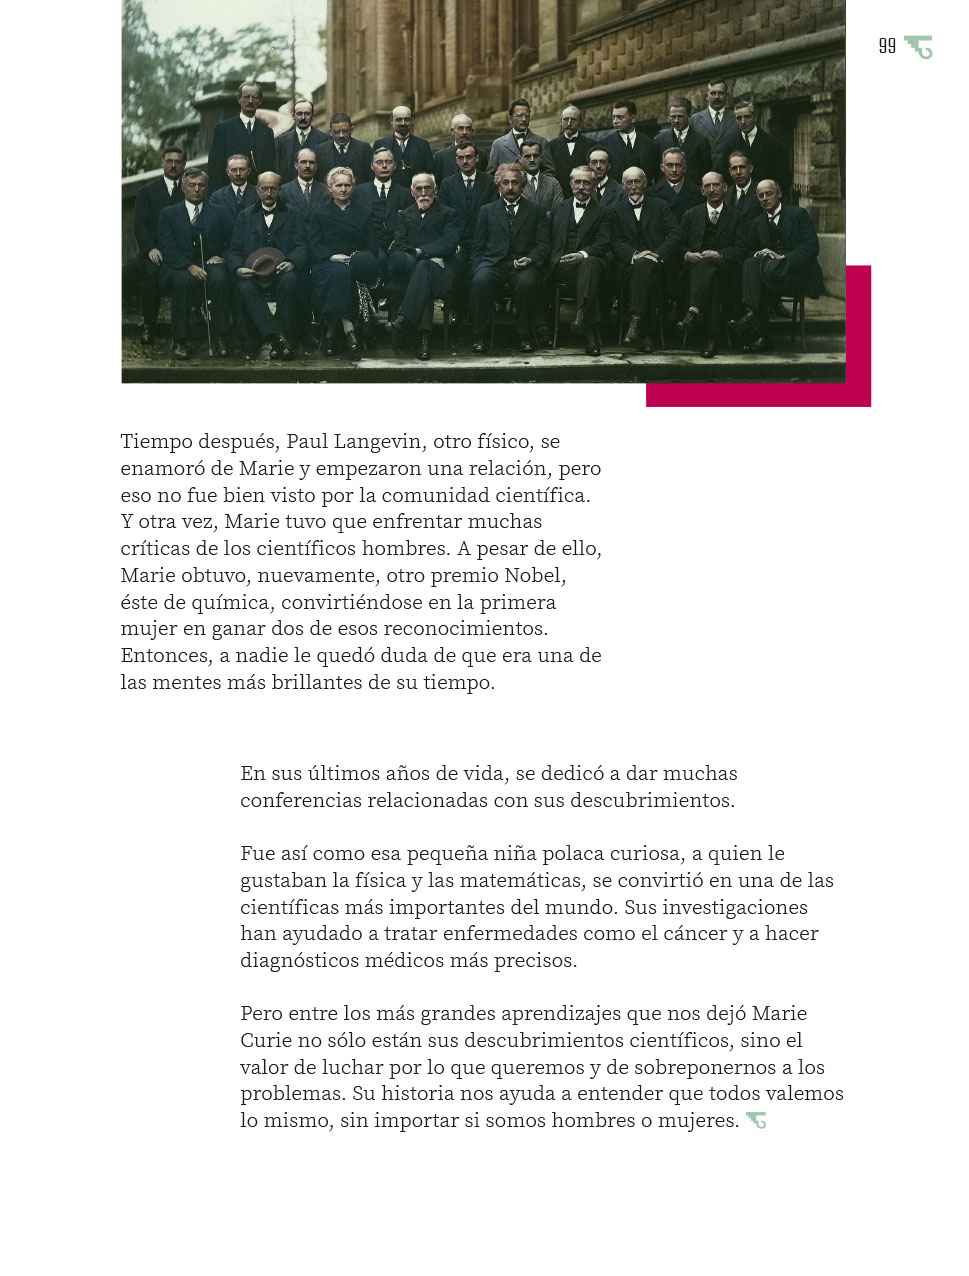 99
Tiempo después, Paul Langevin, otro físico, se
enamoró de Marie y empezaron una relación, pero
eso no fue bien visto por la comunidad científica.
Y otra vez, Marie tuvo que enfrentar muchas
críticas de los científicos hombres. A pesar de ello,
Marie obtuvo, nuevamente, otro premio Nobel,
éste de química, convirtiéndose en la primera
mujer en ganar dos de esos reconocimientos.
Entonces, a nadie le quedó duda de que era una de
las mentes más brillantes de su tiempo.
En sus últimos años de vida, se dedicó a dar muchas
conferencias relacionadas con sus descubrimientos.
Fue así como esa pequeña niña polaca curiosa, a quien le
gustaban la física y las matemáticas, se convirtió en una de las
científicas más importantes del mundo. Sus investigaciones
han ayudado a tratar enfermedades como el cáncer y a hacer
diagnósticos médicos más precisos.
Pero entre los más grandes aprendizajes que nos dejó Marie
Curie no sólo están sus descubrimientos científicos, sino el
valor de luchar por lo que queremos y de sobreponernos a los
problemas. Su historia nos ayuda a entender que todos valemos
lo mismo, sin importar si somos hombres o mujeres.